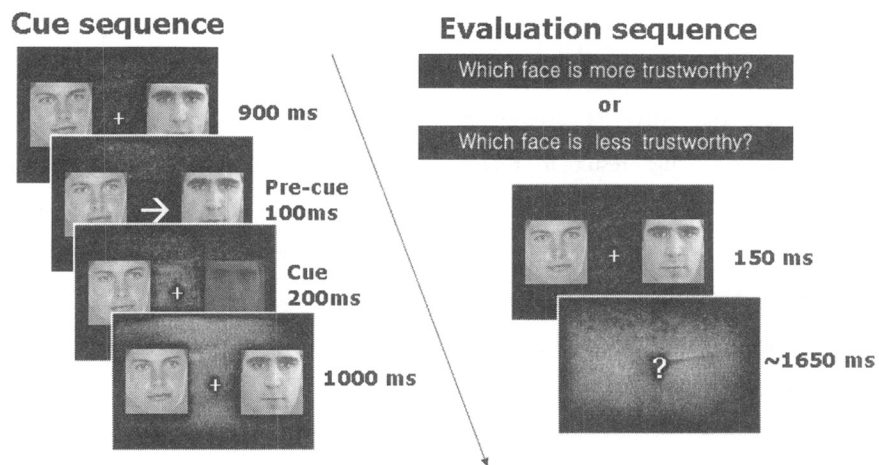 Cue sequence
900 ms
Pre-cue
100ms
Cue
200ms
1000 ms
Evaluation sequence
Which face is more trustworthy?
or
Which face is less trustworthy?
150 ms
?
~1650 ms